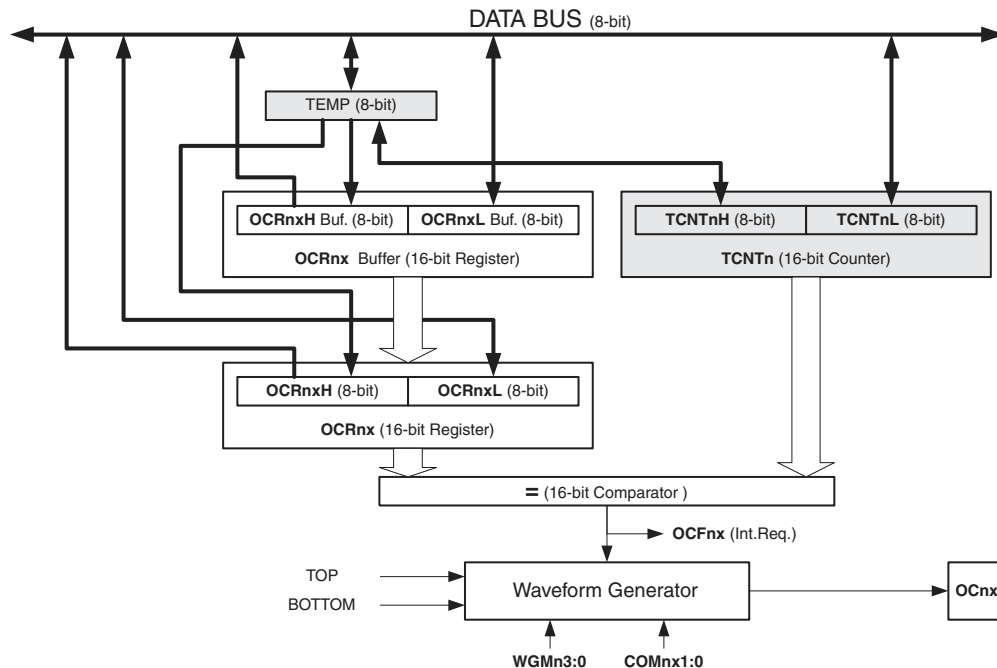 DATA BUS (8-bit)
TEMP (8-bit)
OCRnxH Buf. (8-bit) OCRnxL Buf. (8-bit)
OCRnx Buffer (16-bit Register)
TCNTnH (8-bit) TCNTnL (8-bit)
TCNTn (16-bit Counter)
OCRnxH (8-bit) OCRnxL (8-bit)
OCRnx (16-bit Register)
= (16-bit Comparator )
OCFnx (Int.Req.)
TOP
BOTTOM
Waveform Generator
OCnx
WGMn3:0 COMnx1:0